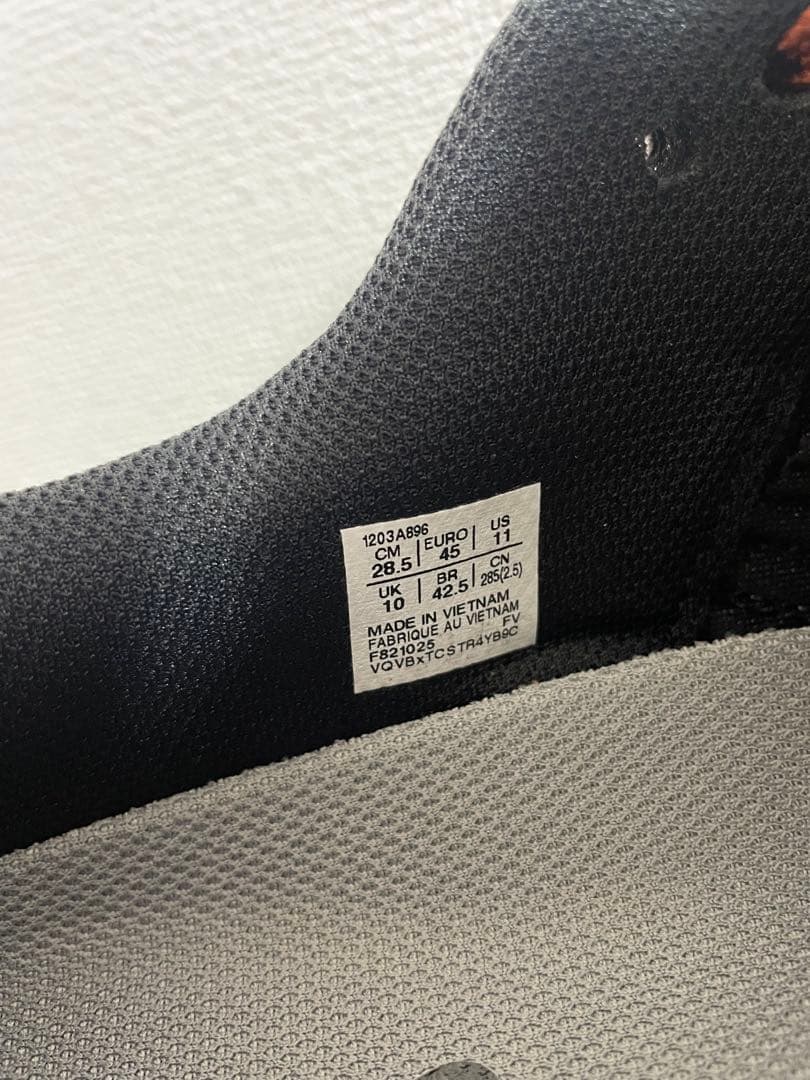 1203A896
CM | EURO | US
28.5 | 45 | 11
UK | BR | CN
10 | 42.5 | 285(2.5)
MADE IN VIETNAM
FABRIQUE AU VIETNAM
F821025 FV
VQVBxTCSTR4YB9C